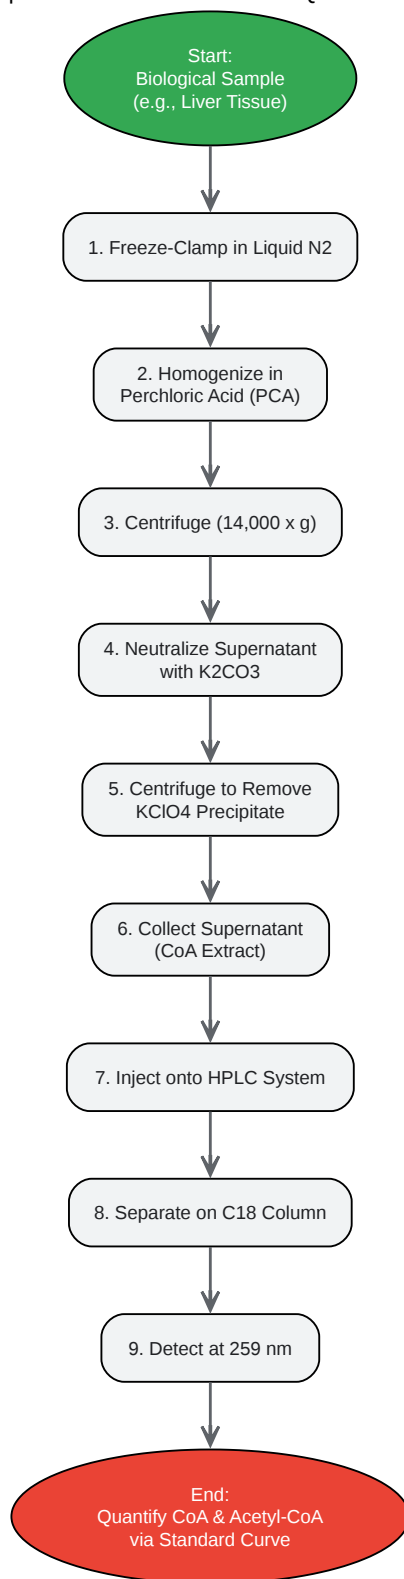 Start:
Biological Sample
(e.g., Liver Tissue)
1. Freeze-Clamp in Liquid N2
2. Homogenize in
Perchloric Acid (PCA)
3. Centrifuge (14,000 x g)
4. Neutralize Supernatant
with K2CO3
5. Centrifuge to Remove
KClO4 Precipitate
6. Collect Supernatant
(CoA Extract)
7. Inject onto HPLC System
8. Separate on C18 Column
9. Detect at 259 nm
End:
Quantify CoA & Acetyl-CoA
via Standard Curve